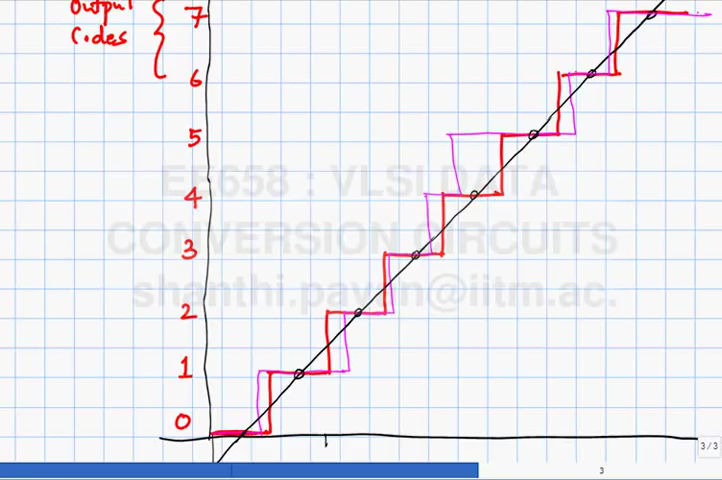 Output
Codes
7
6
5
4
3
2
1
0
EE658 : VLSI DATA
CONVERSION CIRCUITS
shanthi.pavan@iitm.ac.
3/3
3